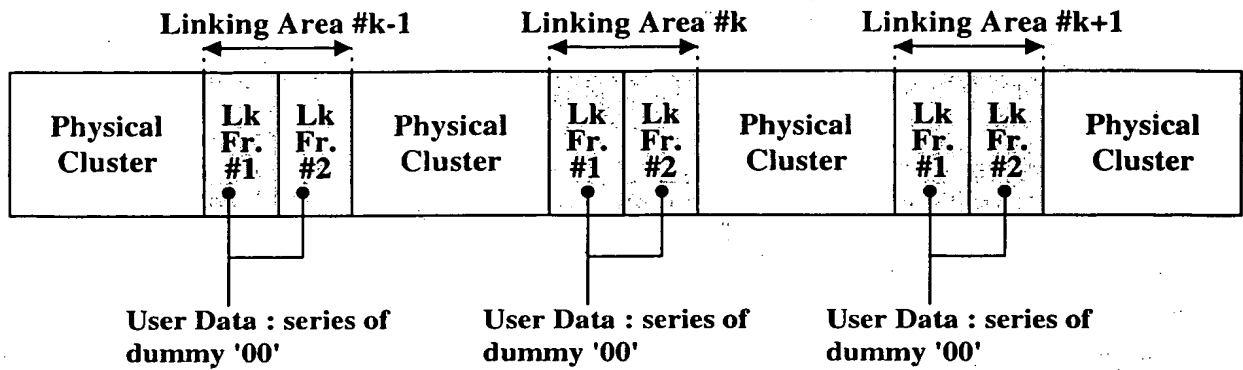 Linking Area #k-1
Linking Area #k
Linking Area #k+1
Physical
Cluster
Lk
Fr.
#1
Lk
Fr.
#2
Physical
Cluster
Lk
Fr.
#1
Lk
Fr.
#2
Physical
Cluster
Lk
Fr.
#1
Lk
Fr.
#2
Physical
Cluster
User Data : series of
dummy '00'
User Data : series of
dummy '00'
User Data : series of
dummy '00'